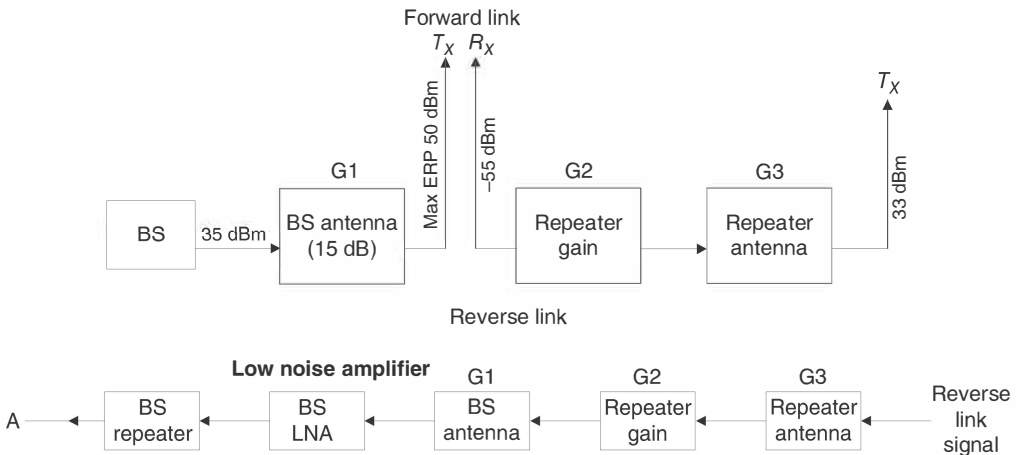 Forward link
Tx Rx
Max ERP 50 dBm
–55 dBm
Tx
33 dBm
G1
G2
G3
BS
35 dBm
BS antenna
(15 dB)
Repeater
gain
Repeater
antenna
Reverse link
Low noise amplifier
G1
G2
G3
A
BS
repeater
BS
LNA
BS
antenna
Repeater
gain
Repeater
antenna
Reverse
link
signal